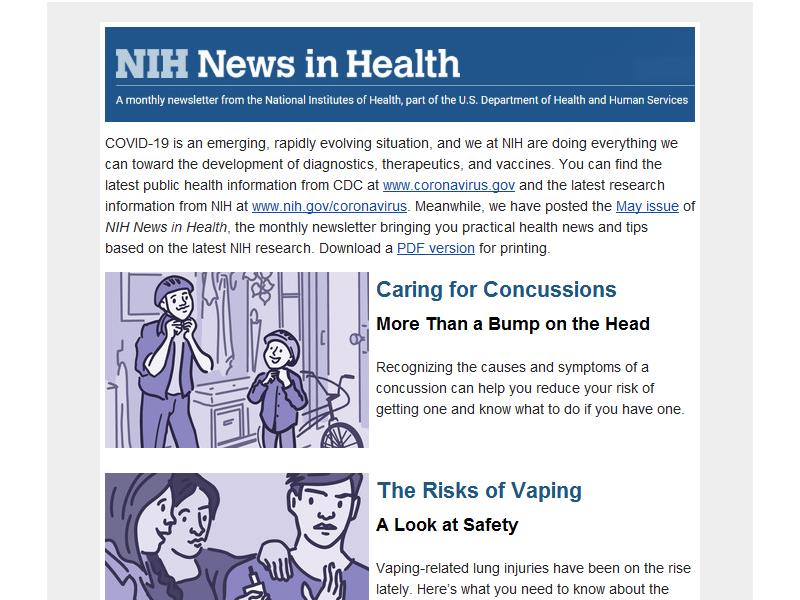 NIH News in Health
A monthly newsletter from the National Institutes of Health, part of the U.S. Department of Health and Human Services
COVID-19 is an emerging, rapidly evolving situation, and we at NIH are doing everything we
can toward the development of diagnostics, therapeutics, and vaccines. You can find the
latest public health information from CDC at www.coronavirus.gov and the latest research
information from NIH at www.nih.gov/coronavirus. Meanwhile, we have posted the May issue of
NIH News in Health, the monthly newsletter bringing you practical health news and tips
based on the latest NIH research. Download a PDF version for printing.
Caring for Concussions
More Than a Bump on the Head
Recognizing the causes and symptoms of a
concussion can help you reduce your risk of
getting one and know what to do if you have one.
The Risks of Vaping
A Look at Safety
Vaping-related lung injuries have been on the rise
lately. Here’s what you need to know about the